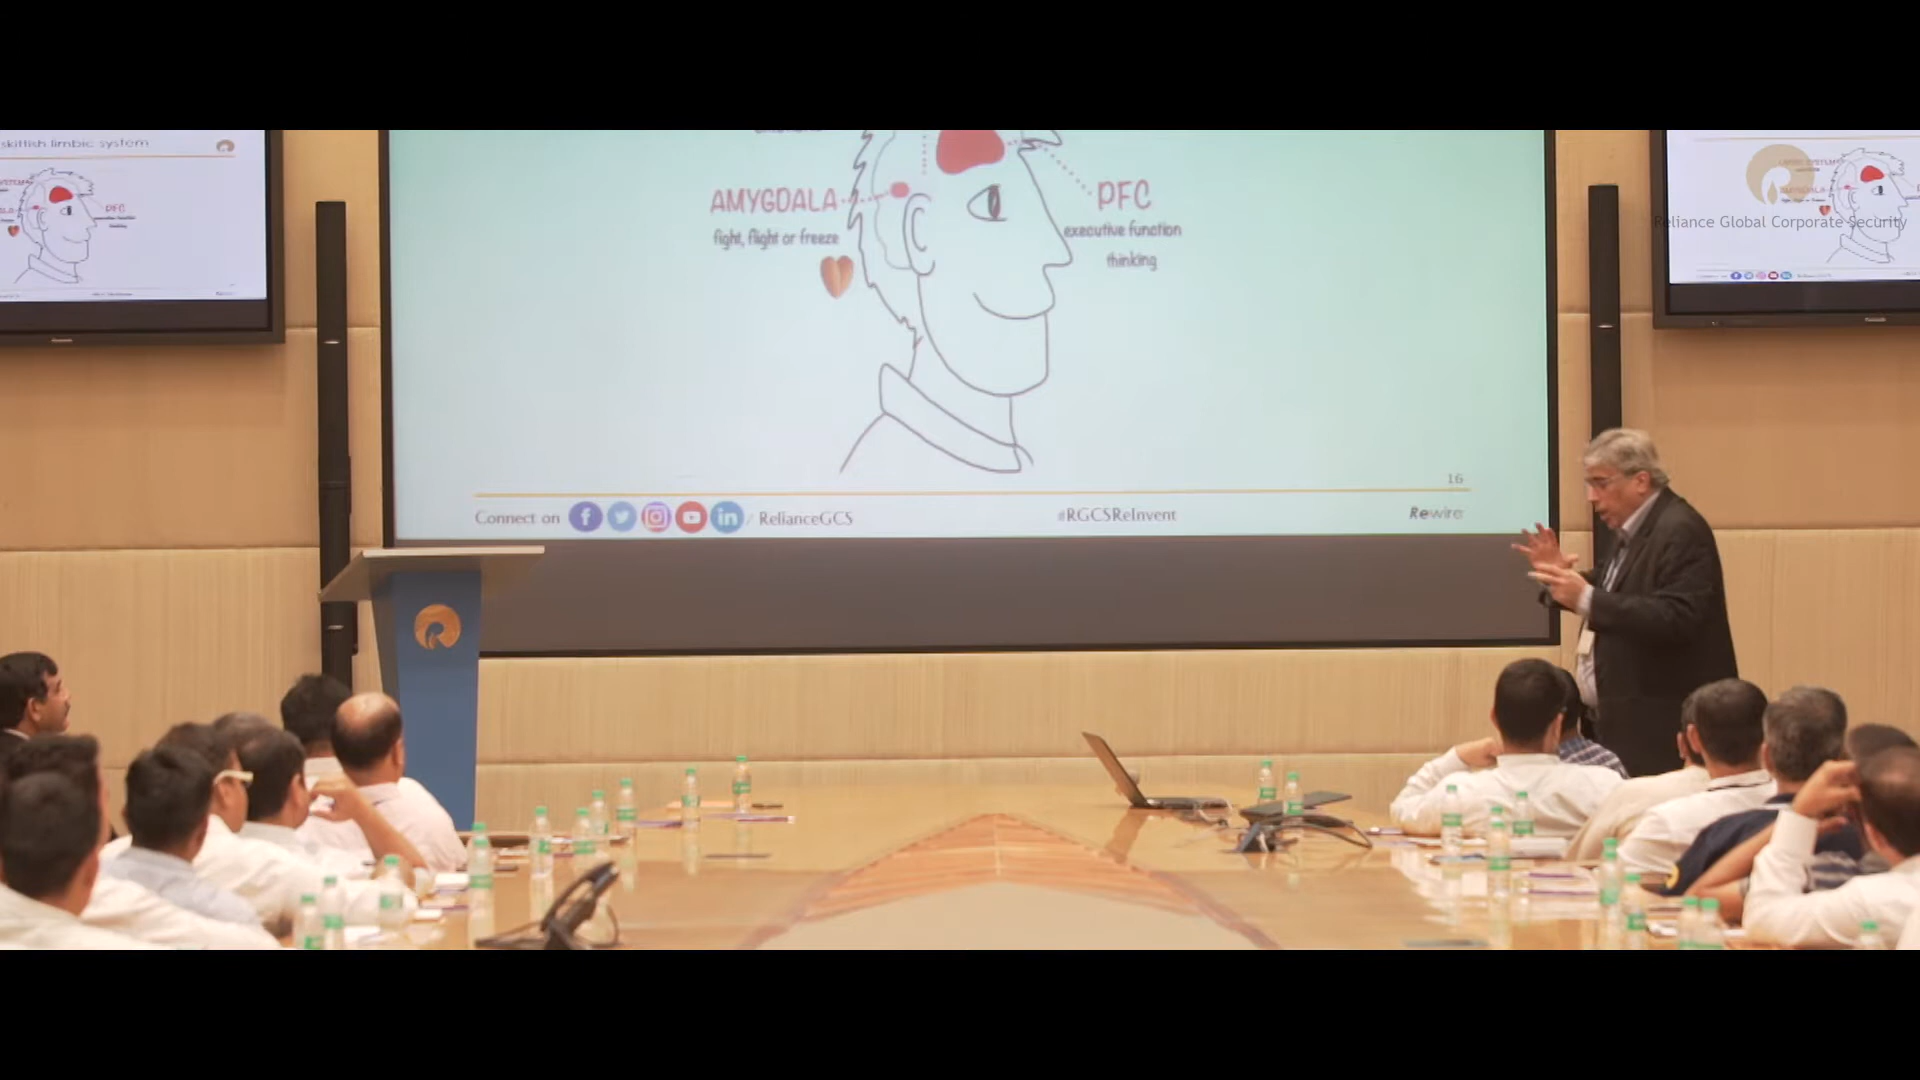 skittish limbic system
AMYGDALA
fight, flight or freeze
PFC
executive function
thinking
16
Connect on / RelianceGCS
#RGCSReInvent
Rewire
PFC
AMYGDALA
Reliance Global Corporate Security